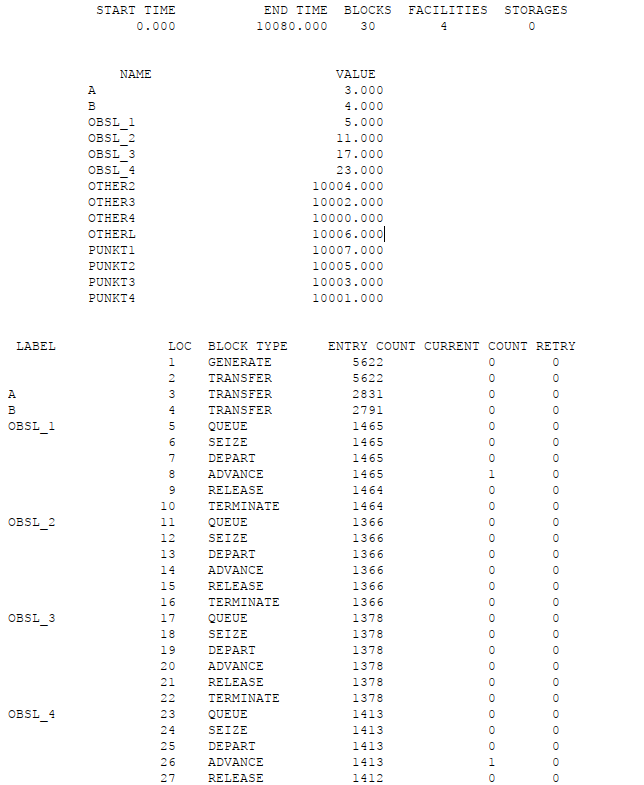 START TIME END TIME BLOCKS FACILITIES STORAGES
0.000 10080.000 30 4 0
NAME VALUE
A 3.000
B 4.000
OBSL_1 5.000
OBSL_2 11.000
OBSL_3 17.000
OBSL_4 23.000
OTHER2 10004.000
OTHER3 10002.000
OTHER4 10000.000
OTHERL 10006.000
PUNKT1 10007.000
PUNKT2 10005.000
PUNKT3 10003.000
PUNKT4 10001.000
LABEL LOC BLOCK TYPE ENTRY COUNT CURRENT COUNT RETRY
1 GENERATE 5622 0 0
2 TRANSFER 5622 0 0
A 3 TRANSFER 2831 0 0
B 4 TRANSFER 2791 0 0
OBSL_1 5 QUEUE 1465 0 0
6 SEIZE 1465 0 0
7 DEPART 1465 0 0
8 ADVANCE 1465 1 0
9 RELEASE 1464 0 0
10 TERMINATE 1464 0 0
OBSL_2 11 QUEUE 1366 0 0
12 SEIZE 1366 0 0
13 DEPART 1366 0 0
14 ADVANCE 1366 0 0
15 RELEASE 1366 0 0
16 TERMINATE 1366 0 0
OBSL_3 17 QUEUE 1378 0 0
18 SEIZE 1378 0 0
19 DEPART 1378 0 0
20 ADVANCE 1378 0 0
21 RELEASE 1378 0 0
22 TERMINATE 1378 0 0
OBSL_4 23 QUEUE 1413 0 0
24 SEIZE 1413 0 0
25 DEPART 1413 0 0
26 ADVANCE 1413 1 0
27 RELEASE 1412 0 0